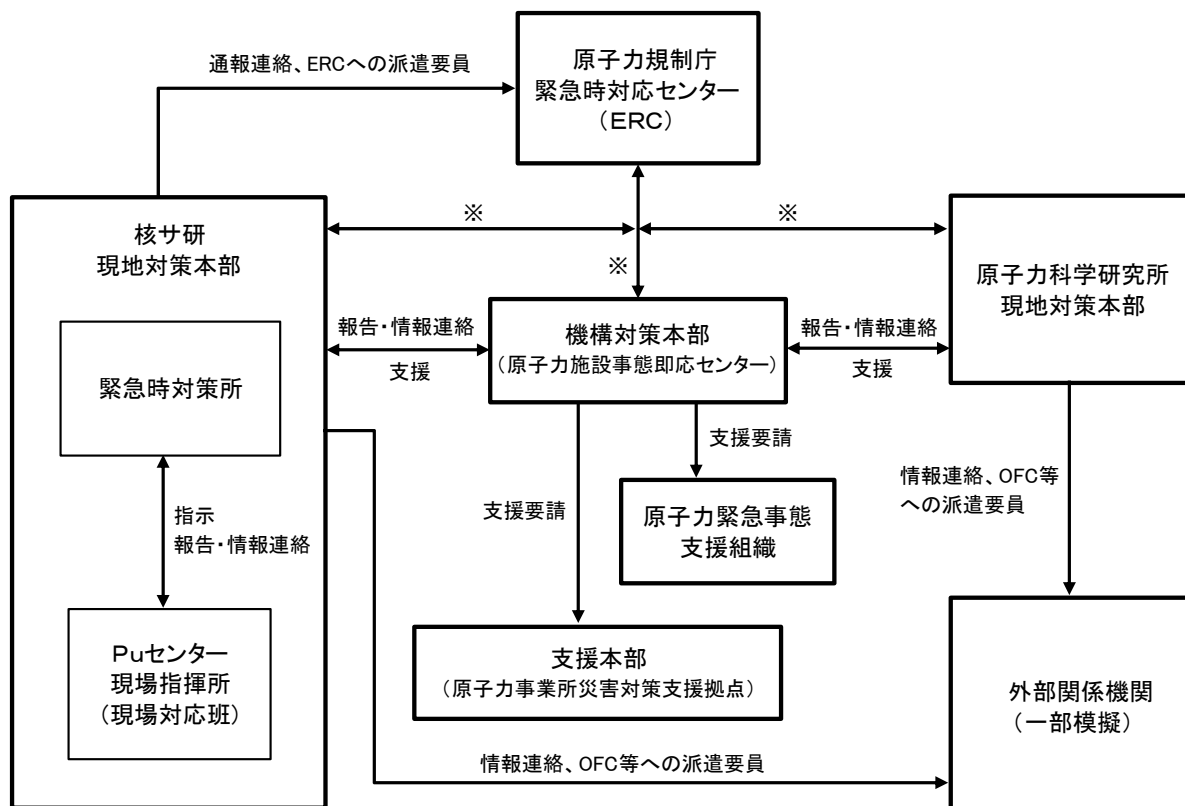 通報連絡、ERCへの派遣要員
原子力規制庁
緊急時対応センター
（ERC）
核サ研
現地対策本部
※
※
※
原子力科学研究所
現地対策本部
緊急時対策所
報告・情報連絡
支援
機構対策本部
（原子力施設事態即応センター）
報告・情報連絡
支援
指示
報告・情報連絡
支援要請
支援要請
原子力緊急事態
支援組織
情報連絡、OFC等
への派遣要員
Puセンター
現場指揮所
（現場対応班）
支援本部
（原子力事業所災害対策支援拠点）
外部関係機関
（一部模擬）
情報連絡、OFC等への派遣要員